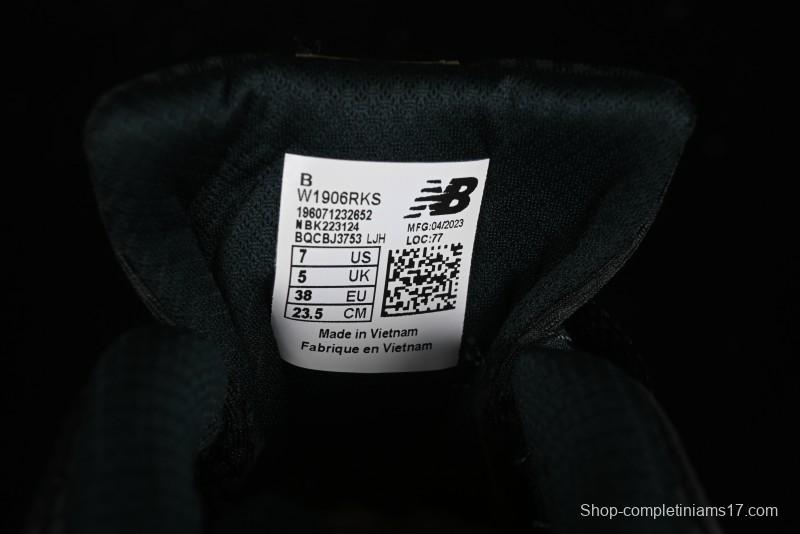 B
W1906RKS
196071232652
NBK223124
BQCBJ3753 LJH
NB
MFG:04/2023
LOC:77
7 US
5 UK
38 EU
23.5 CM
Made in Vietnam
Fabrique en Vietnam
Shop-completiniams17.com